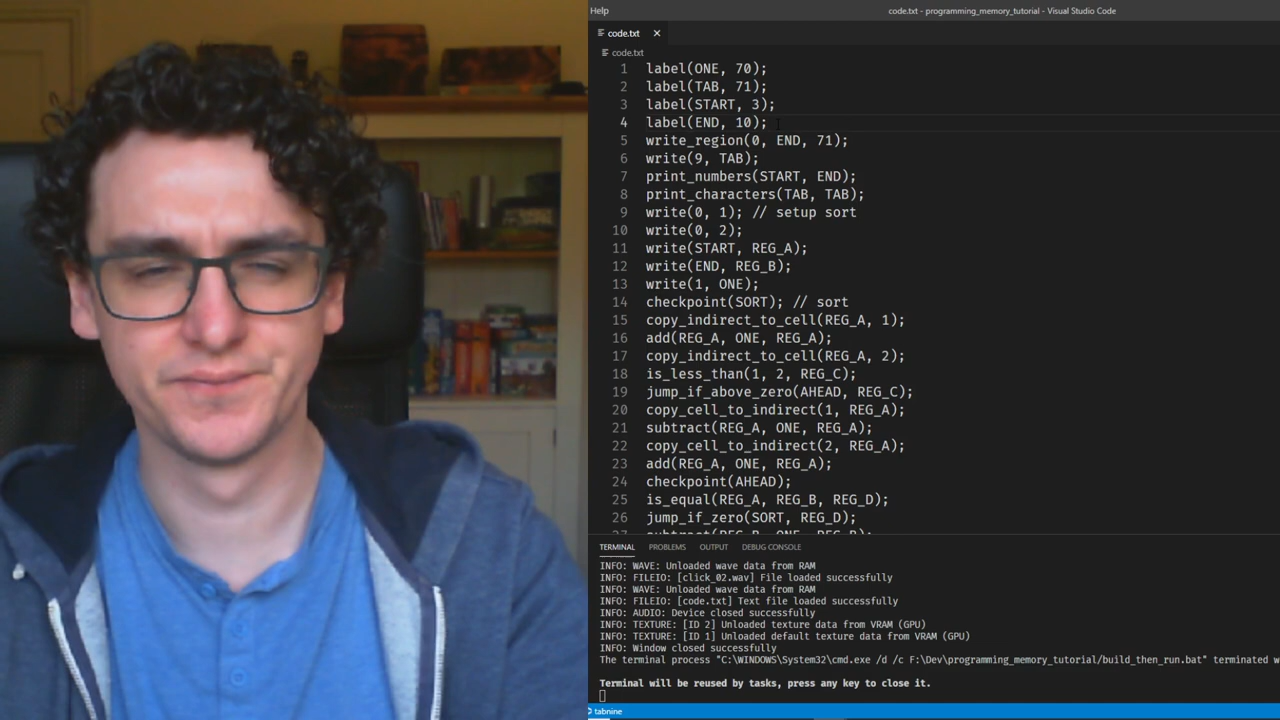 Help
code.txt - programming_memory_tutorial - Visual Studio Code
code.txt
code.txt
1 label(ONE, 70);
2 label(TAB, 71);
3 label(START, 3);
4 label(END, 10);
5 write_region(0, END, 71);
6 write(9, TAB);
7 print_numbers(START, END);
8 print_characters(TAB, TAB);
9 write(0, 1); // setup sort
10 write(0, 2);
11 write(START, REG_A);
12 write(END, REG_B);
13 write(1, ONE);
14 checkpoint(SORT); // sort
15 copy_indirect_to_cell(REG_A, 1);
16 add(REG_A, ONE, REG_A);
17 copy_indirect_to_cell(REG_A, 2);
18 is_less_than(1, 2, REG_C);
19 jump_if_above_zero(AHEAD, REG_C);
20 copy_cell_to_indirect(1, REG_A);
21 subtract(REG_A, ONE, REG_A);
22 copy_cell_to_indirect(2, REG_A);
23 add(REG_A, ONE, REG_A);
24 checkpoint(AHEAD);
25 is_equal(REG_A, REG_B, REG_D);
26 jump_if_zero(SORT, REG_D);
27 subtract(REG_B, ONE, REG_B);
TERMINAL PROBLEMS OUTPUT DEBUG CONSOLE
INFO: WAVE: Unloaded wave data from RAM
INFO: FILEIO: [click_02.wav] File loaded successfully
INFO: WAVE: Unloaded wave data from RAM
INFO: FILEIO: [code.txt] Text file loaded successfully
INFO: AUDIO: Device closed successfully
INFO: TEXTURE: [ID 2] Unloaded texture data from VRAM (GPU)
INFO: TEXTURE: [ID 1] Unloaded default texture data from VRAM (GPU)
INFO: Window closed successfully
The terminal process "C:\WINDOWS\System32\cmd.exe /d /c F:\Dev\programming_memory_tutorial/build_then_run.bat" terminated w
Terminal will be reused by tasks, press any key to close it.
tabnine